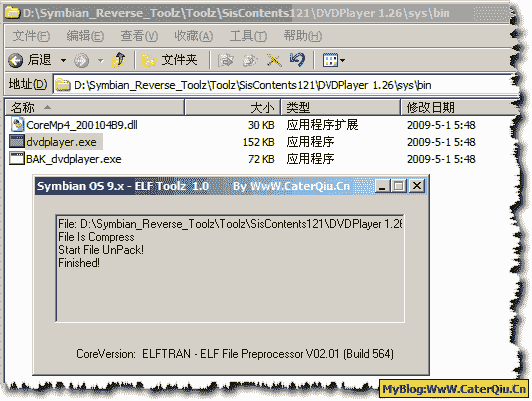 D:\Symbian_Reverse_Toolz\Toolz\SisContents121\DVDPlayer 1.26\sys\bin
文件(F) 编辑(E) 查看(V) 收藏(A) 工具(T) 帮助(H)
后退 文件夹
地址(D) D:\Symbian_Reverse_Toolz\Toolz\SisContents121\DVDPlayer 1.26\sys\bin
名称 大小 类型 修改日期
CoreMp4_200104B9.dll 30 KB 应用程序扩展 2009-5-1 5:48
dvdplayer.exe 152 KB 应用程序 2009-5-1 5:48
BAK_dvdplayer.exe 72 KB 应用程序 2009-5-1 5:48
Symbian OS 9.x - ELF Toolz 1.0 By WwW.CaterQiu.Cn
File: D:\Symbian_Reverse_Toolz\Toolz\SisContents121\DVDPlayer 1.26
File Is Compress
Start File UnPack!
Finished!
CoreVersion: ELFTRAN - ELF File Preprocessor V02.01 (Build 564)
MyBlog:WwW.CaterQiu.Cn